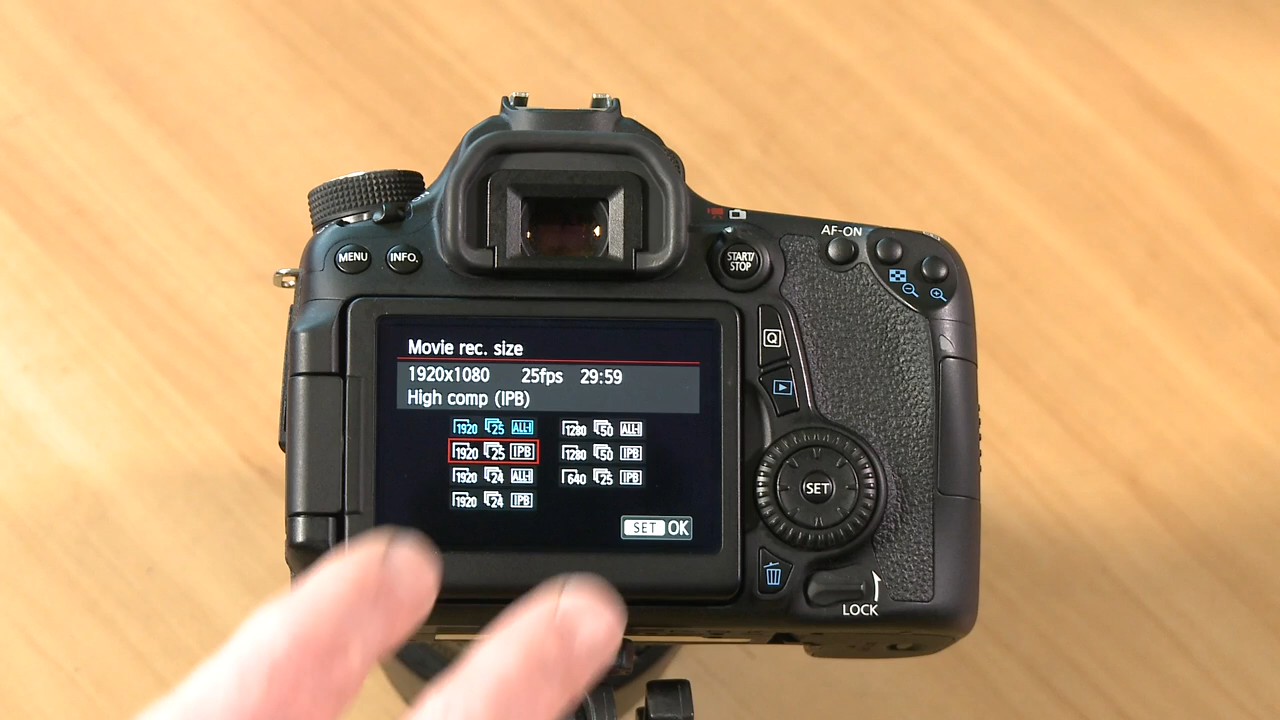 AF-ON
MENU INFO.
START/
STOP
Q
Movie rec. size
1920x1080 25fps 29:59
High comp (IPB)
1920 25 ALL-I 1280 50 ALL-I
1920 25 IPB 1280 50 IPB
1920 24 ALL-I 640 25 IPB
1920 24 IPB
SET OK
SET
LOCK